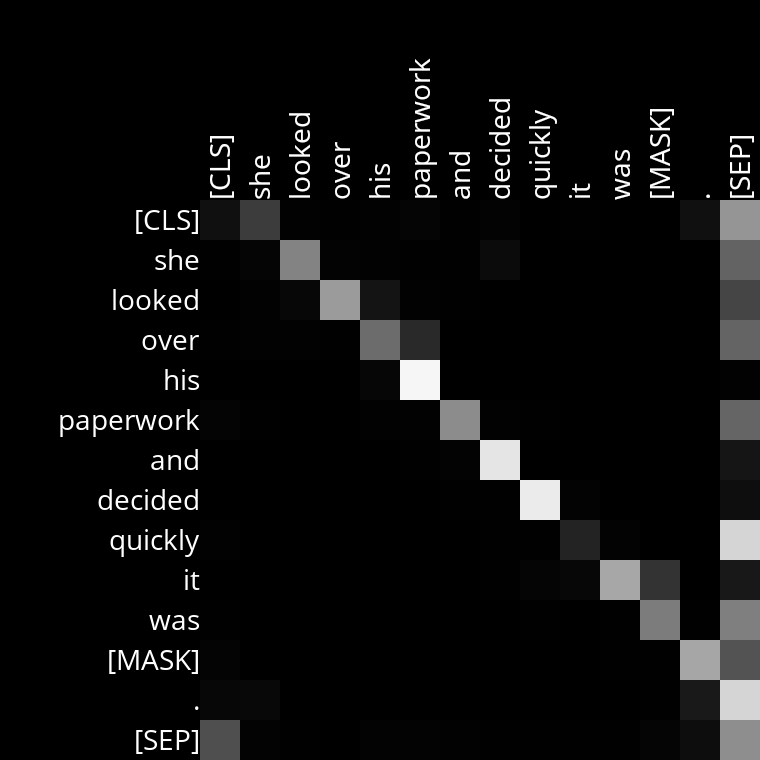 [CLS] she looked over his paperwork and decided quickly it was [MASK] . [SEP]
[CLS]
she
looked
over
his
paperwork
and
decided
quickly
it
was
[MASK]
.
[SEP]